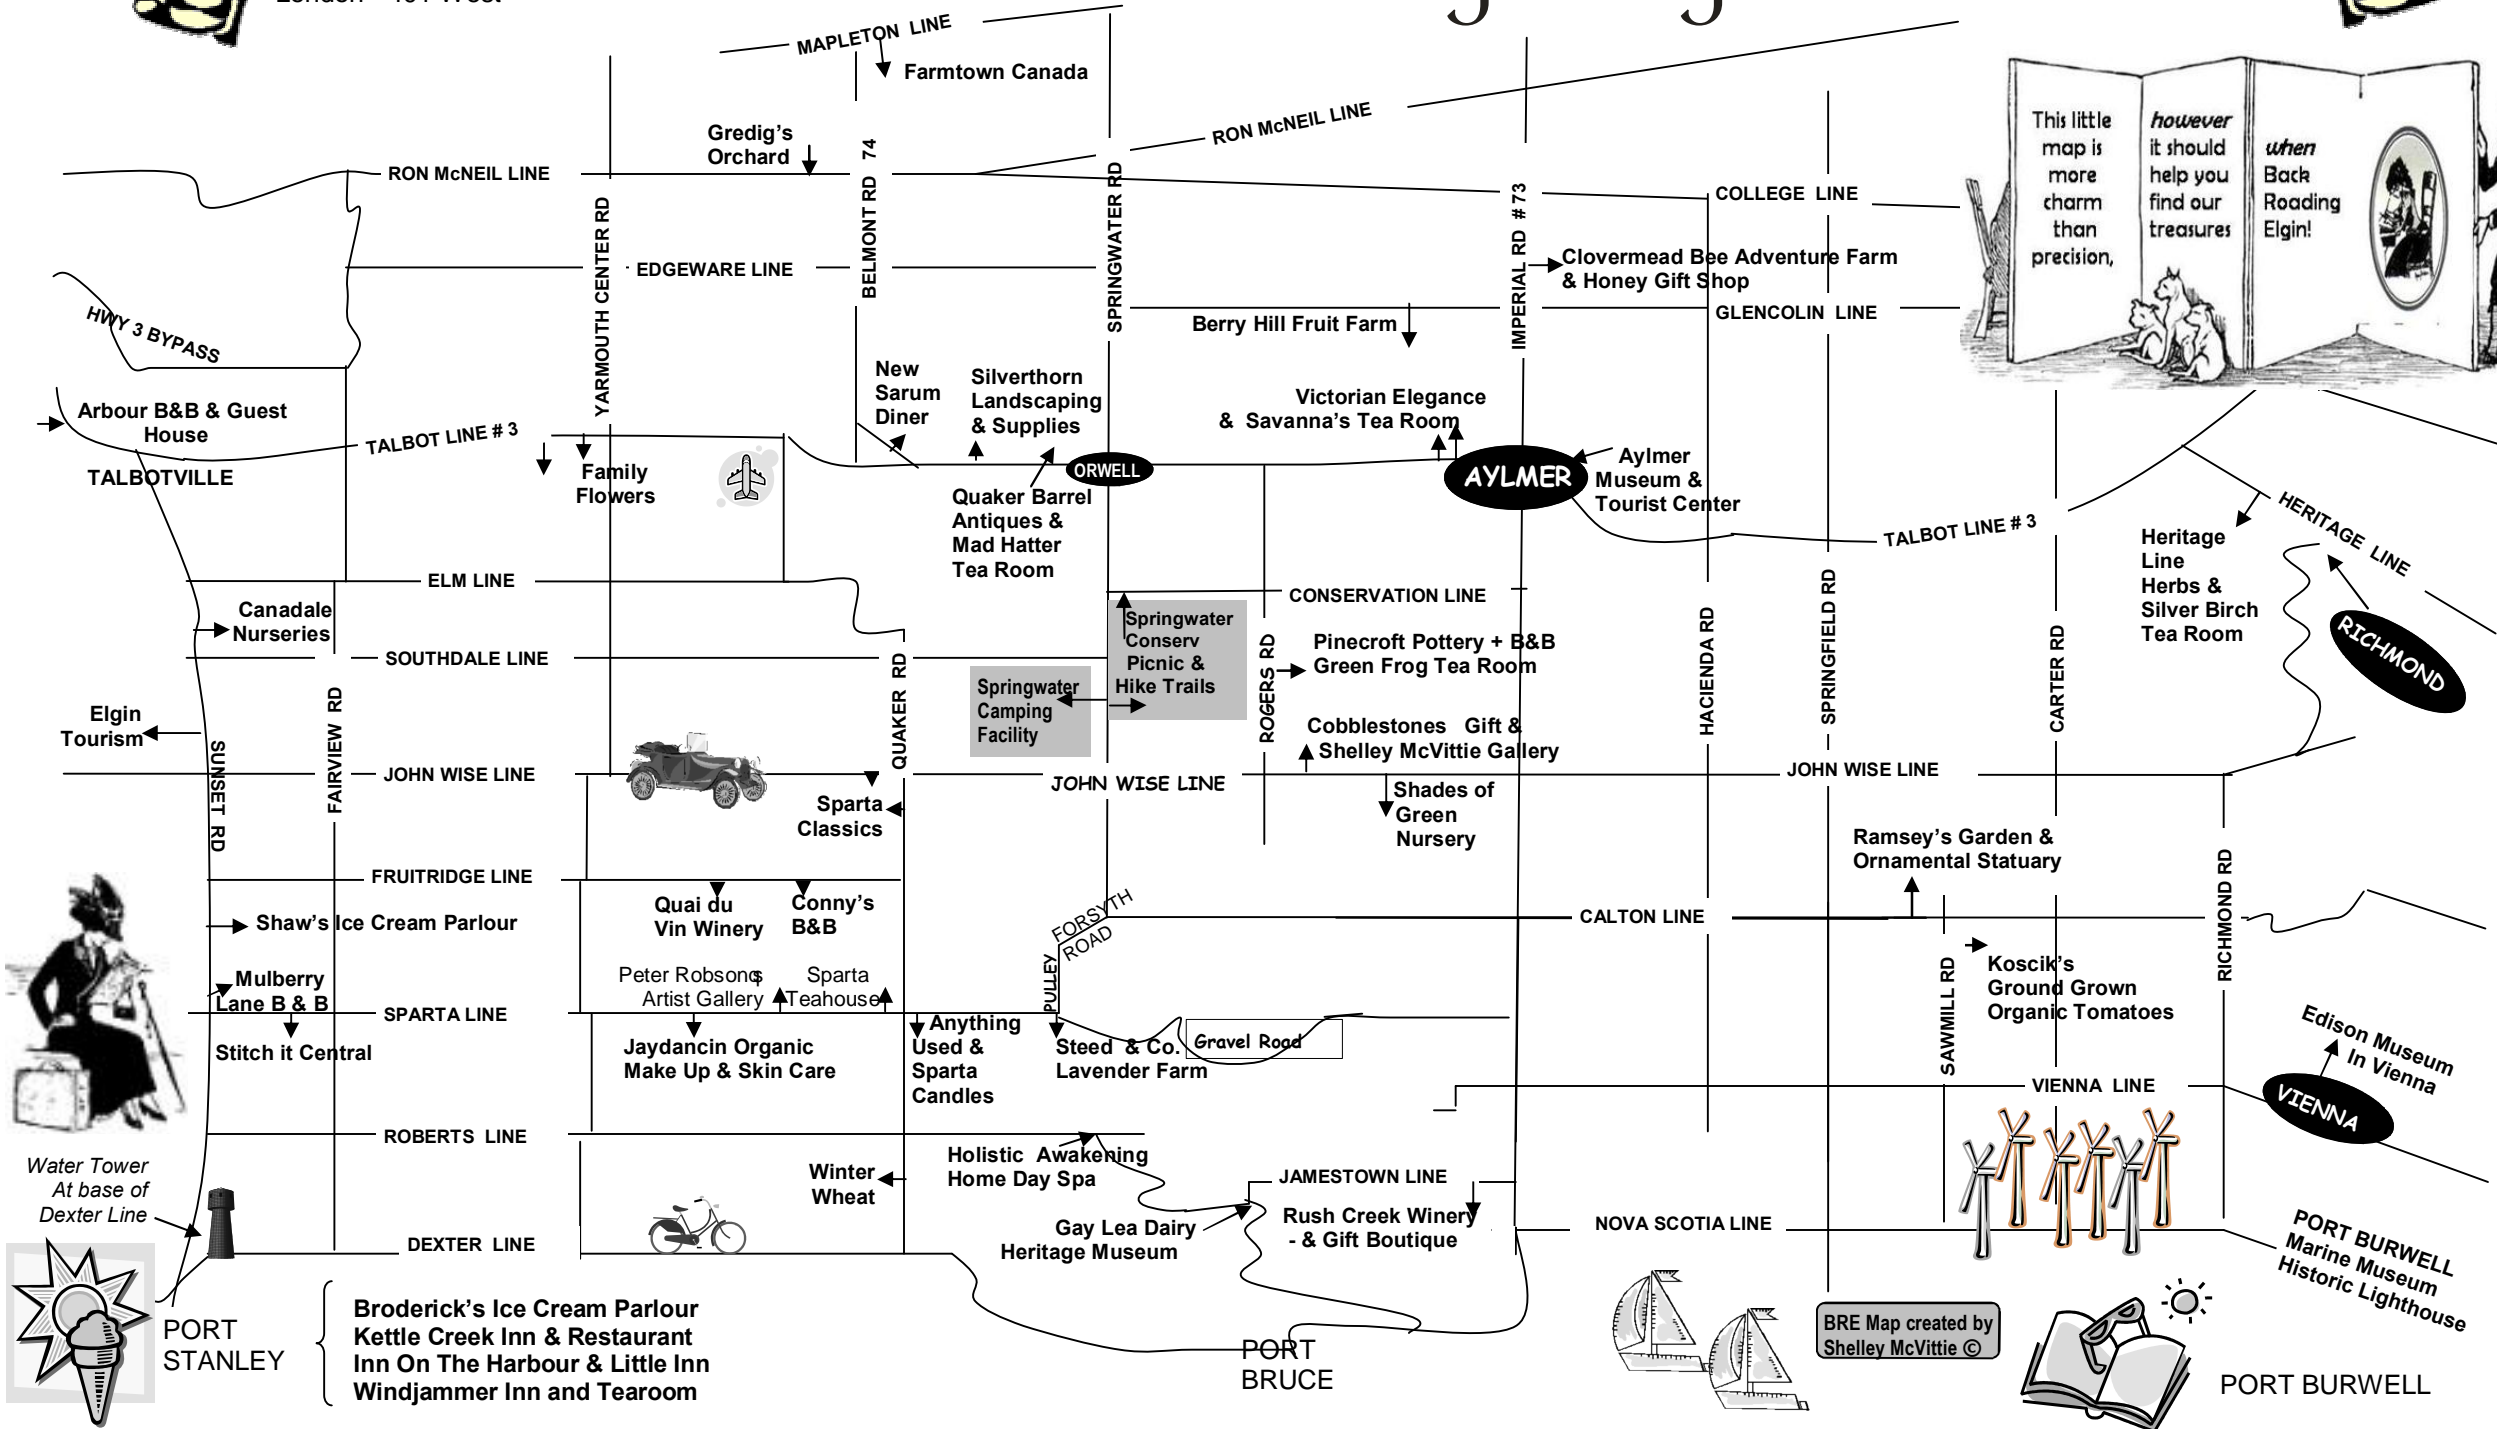 MAPLETON LINE
Farmtown Canada
RON McNEIL LINE
Gredig's
Orchard
BELMONT RD 74
RON McNEIL LINE
YARMOUTH CENTER RD
SPRINGWATER RD
IMPERIAL RD # 73
COLLEGE LINE
This little
map is
more
charm
than
precision,
however
it should
help you
find our
treasures
when
Back
Roading
Elgin!
EDGEWARE LINE
Clovermead Bee Adventure Farm
& Honey Gift Shop
HWY 3 BYPASS
Berry Hill Fruit Farm
GLENCOLIN LINE
Arbour B&B & Guest
House
TALBOT LINE # 3
TALBOTVILLE
New
Sarum
Diner
Silverthorn
Landscaping
& Supplies
Victorian Elegance
& Savanna's Tea Room
Family
Flowers
ORWELL
AYLMER
Aylmer
Museum &
Tourist Center
Quaker Barrel
Antiques &
Mad Hatter
Tea Room
TALBOT LINE # 3
HERITAGE LINE
Heritage
Line
Herbs &
Silver Birch
Tea Room
RICHMOND
ELM LINE
CONSERVATION LINE
Canadale
Nurseries
SOUTHDALE LINE
Springwater
Conserv
Picnic &
Hike Trails
Springwater
Camping
Facility
ROGERS RD
Pinecroft Pottery + B&B
Green Frog Tea Room
HACIENDA RD
SPRINGFIELD RD
CARTER RD
Elgin
Tourism
SUNSET RD
FAIRVIEW RD
QUAKER RD
Cobblestones Gift &
Shelley McVittie Gallery
JOHN WISE LINE
JOHN WISE LINE
JOHN WISE LINE
Sparta
Classics
Shades of
Green
Nursery
Ramsey's Garden &
Ornamental Statuary
FRUITRIDGE LINE
Quai du
Vin Winery
Conny's
B&B
FORSYTH
ROAD
CALTON LINE
RICHMOND RD
Shaw's Ice Cream Parlour
Mulberry
Lane B & B
Peter Robson's
Artist Gallery
Sparta
Teahouse
PULLEY
SAWMILL RD
Koscik's
Ground Grown
Organic Tomatoes
SPARTA LINE
Stitch it Central
Jaydancin Organic
Make Up & Skin Care
Anything
Used &
Sparta
Candles
Steed & Co.
Lavender Farm
Gravel Road
Edison Museum
In Vienna
VIENNA LINE
VIENNA
ROBERTS LINE
Water Tower
At base of
Dexter Line
Winter
Wheat
Holistic Awakening
Home Day Spa
JAMESTOWN LINE
Gay Lea Dairy
Heritage Museum
Rush Creek Winery
- & Gift Boutique
NOVA SCOTIA LINE
DEXTER LINE
PORT BURWELL
Marine Museum
Historic Lighthouse
PORT
STANLEY
Broderick's Ice Cream Parlour
Kettle Creek Inn & Restaurant
Inn On The Harbour & Little Inn
Windjammer Inn and Tearoom
PORT
BRUCE
BRE Map created by
Shelley McVittie ©
PORT BURWELL